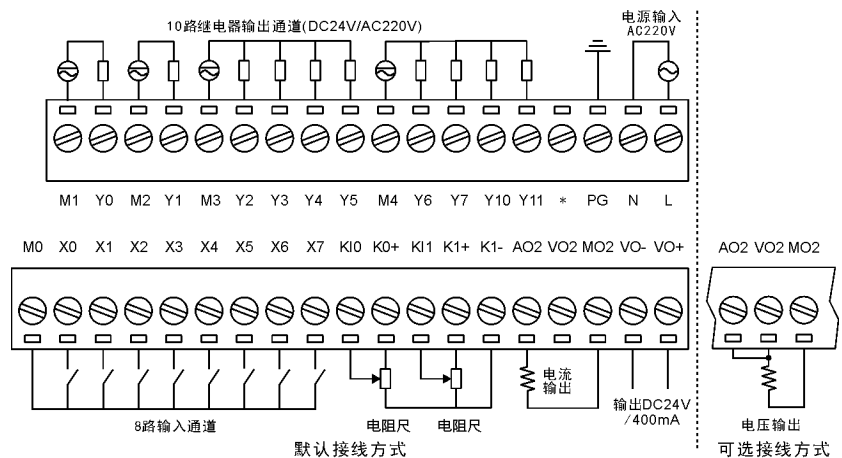 10路继电器输出通道(DC24V/AC220V)
电源输入
AC220V
M1 Y0 M2 Y1 M3 Y2 Y3 Y4 Y5 M4 Y6 Y7 Y10 Y11 * PG N L
M0 X0 X1 X2 X3 X4 X5 X6 X7 KI0 K0+ KI1 K1+ K1- AO2 VO2 MO2 VO- VO+
AO2 VO2 MO2
电流
输出
8路输入通道
电阻尺
电阻尺
输出DC24V
/400mA
电压输出
默认接线方式
可选接线方式